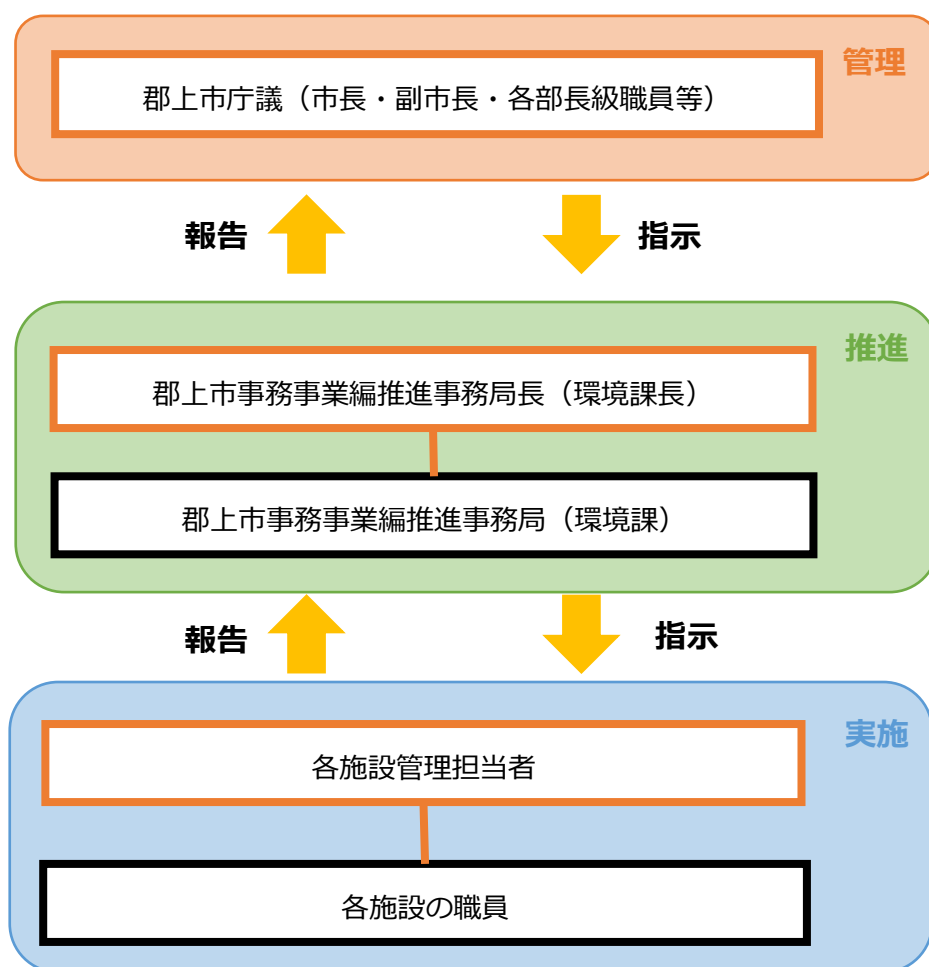 管理
郡上市庁議（市長・副市長・各部長級職員等）
報告
指示
推進
郡上市事務事業編推進事務局長（環境課長）
郡上市事務事業編推進事務局（環境課）
報告
指示
実施
各施設管理担当者
各施設の職員